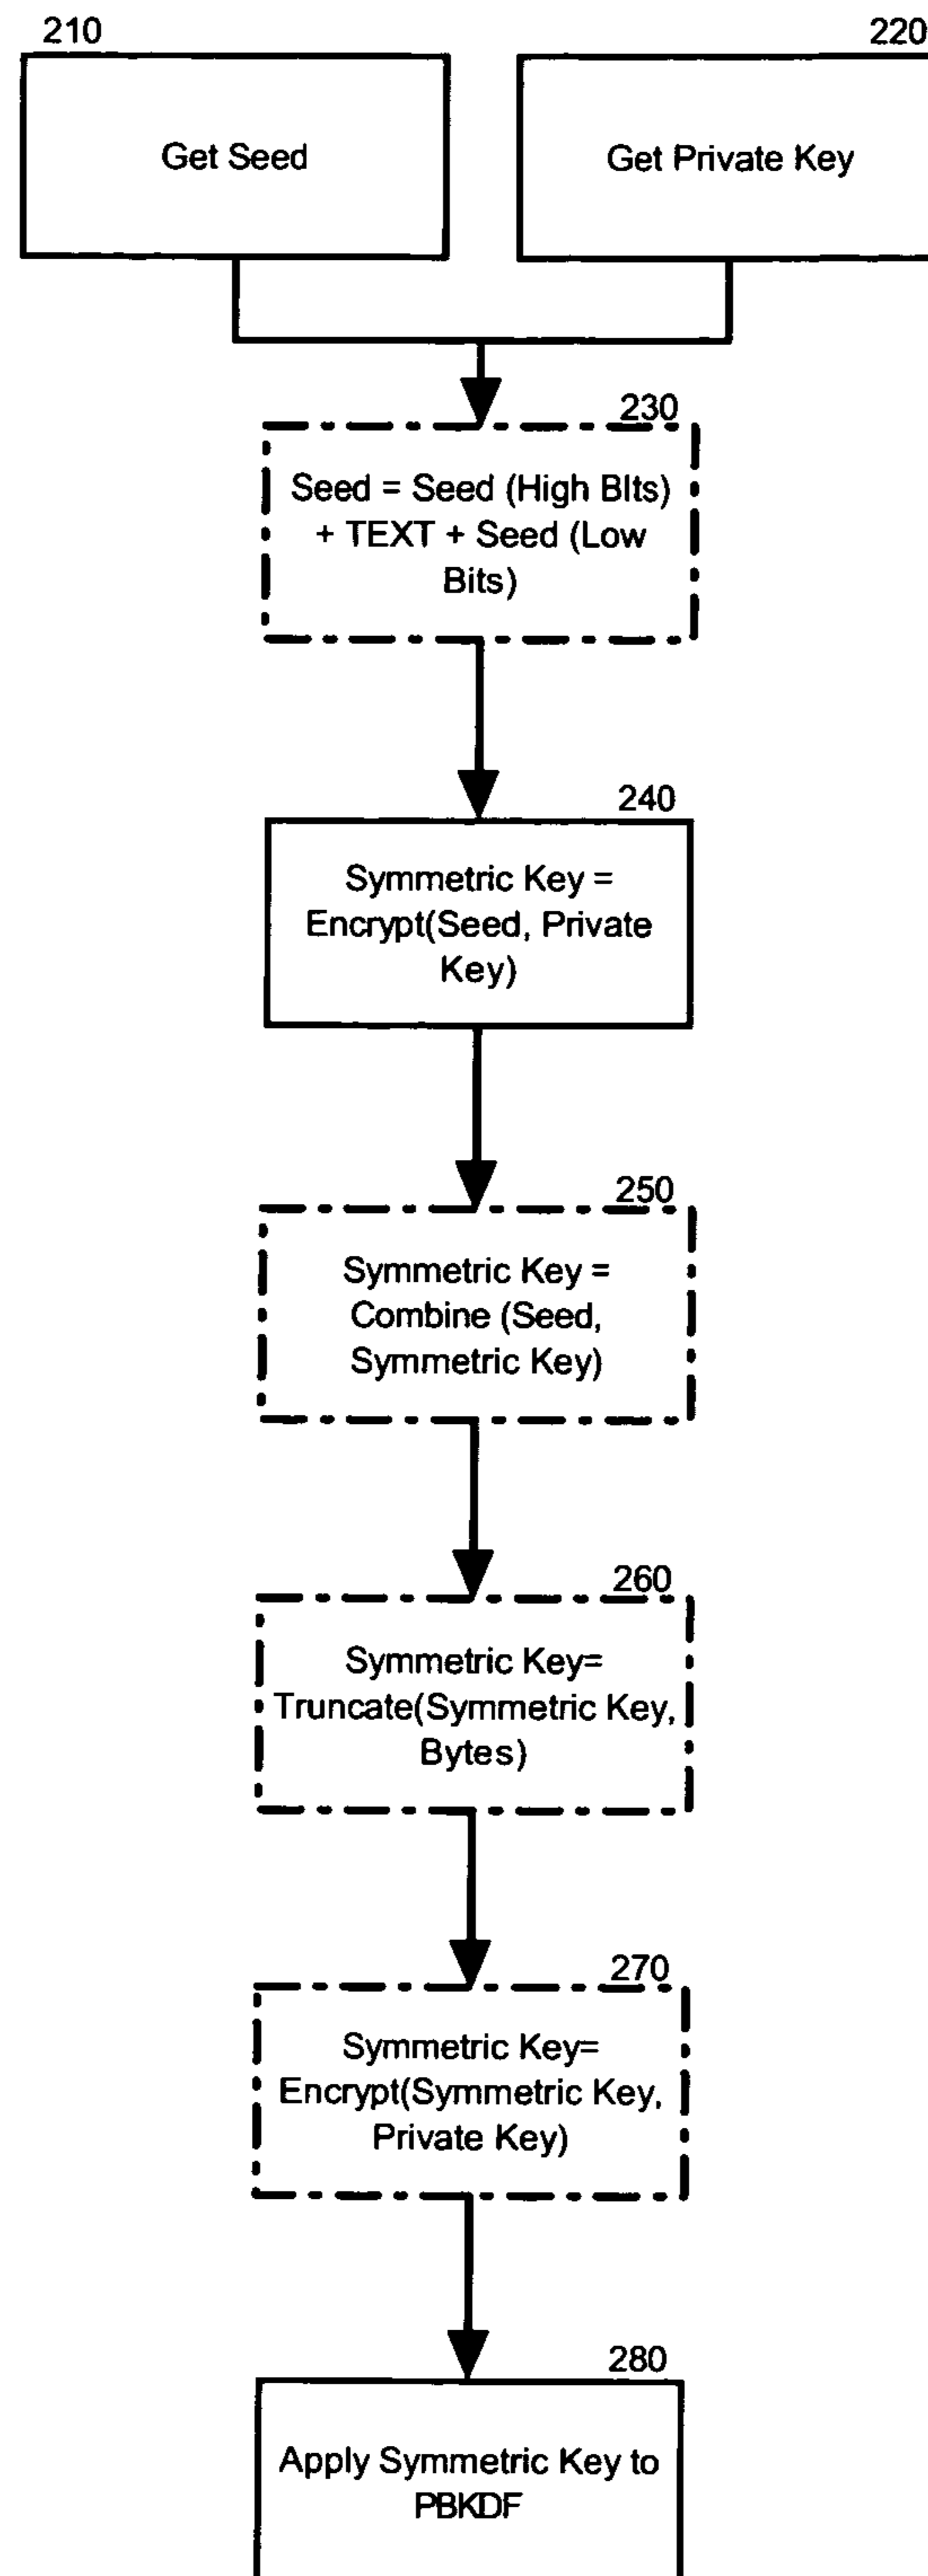 210
220
Get Seed
Get Private Key
230
Seed = Seed (High BIts)
+ TEXT + Seed (Low
Bits)
240
Symmetric Key =
Encrypt(Seed, Private
Key)
250
Symmetric Key =
Combine (Seed,
Symmetric Key)
260
Symmetric Key=
Truncate(Symmetric Key,
Bytes)
270
Symmetric Key=
Encrypt(Symmetric Key,
Private Key)
280
Apply Symmetric Key to
PBKDF